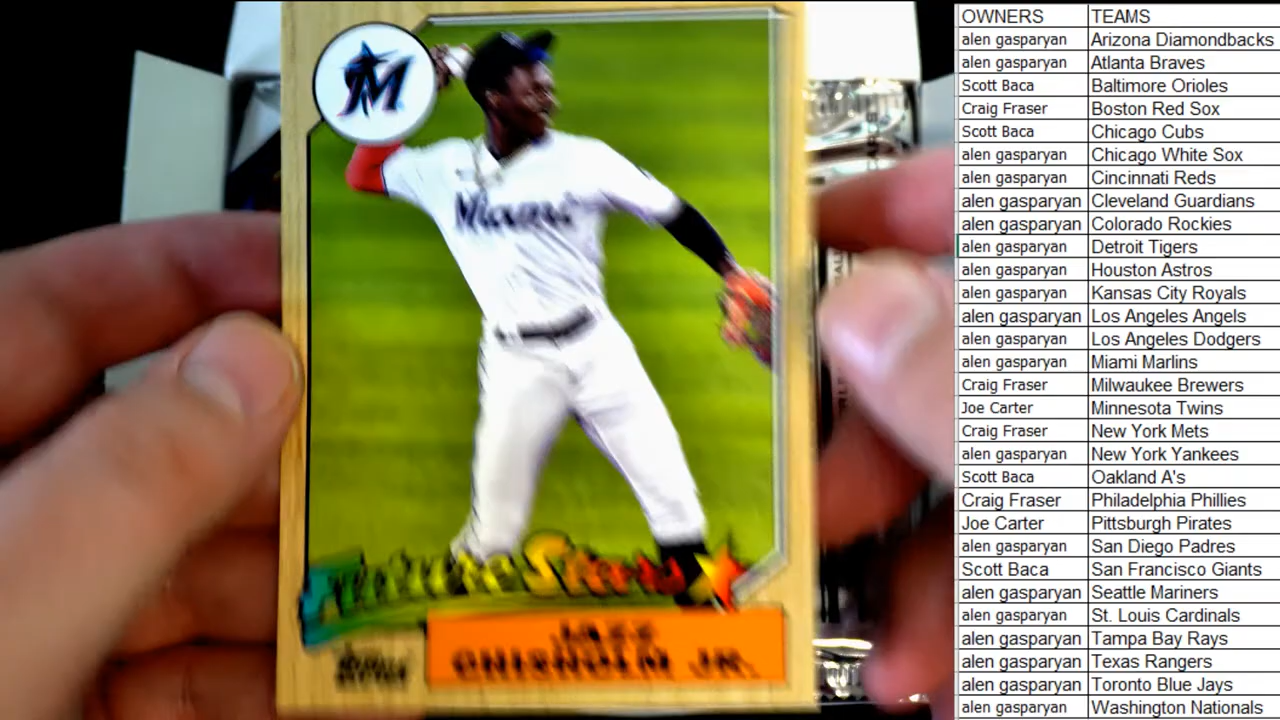 M
Miami
Future Stars
JAZZ
CHISHOLM JR.
OWNERS TEAMS
alen gasparyan Arizona Diamondbacks
alen gasparyan Atlanta Braves
Scott Baca Baltimore Orioles
Craig Fraser Boston Red Sox
Scott Baca Chicago Cubs
alen gasparyan Chicago White Sox
alen gasparyan Cincinnati Reds
alen gasparyan Cleveland Guardians
alen gasparyan Colorado Rockies
alen gasparyan Detroit Tigers
alen gasparyan Houston Astros
alen gasparyan Kansas City Royals
alen gasparyan Los Angeles Angels
alen gasparyan Los Angeles Dodgers
alen gasparyan Miami Marlins
Craig Fraser Milwaukee Brewers
Joe Carter Minnesota Twins
Craig Fraser New York Mets
alen gasparyan New York Yankees
Scott Baca Oakland A's
Craig Fraser Philadelphia Phillies
Joe Carter Pittsburgh Pirates
alen gasparyan San Diego Padres
Scott Baca San Francisco Giants
alen gasparyan Seattle Mariners
alen gasparyan St. Louis Cardinals
alen gasparyan Tampa Bay Rays
alen gasparyan Texas Rangers
alen gasparyan Toronto Blue Jays
alen gasparyan Washington Nationals